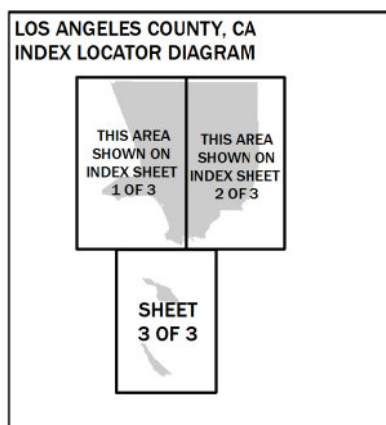 LOS ANGELES COUNTY, CA
INDEX LOCATOR DIAGRAM
THIS AREA
SHOWN ON
INDEX SHEET
1 OF 3
THIS AREA
SHOWN ON
INDEX SHEET
2 OF 3
SHEET
3 OF 3